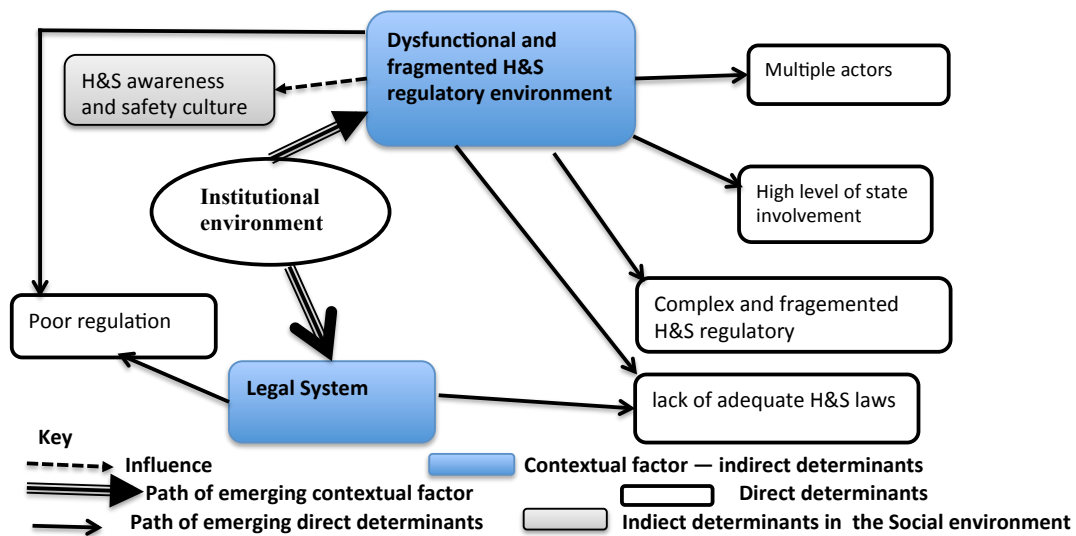 Dysfunctional and
fragmented H&S
regulatory environment
H&S awareness
and safety culture
Multiple actors
High level of state
involvement
Institutional
environment
Complex and fragemented
H&S regulatory
Poor regulation
Legal System
lack of adequate H&S laws
Key
Influence
Contextual factor — indirect determinants
Path of emerging contextual factor
Direct determinants
Path of emerging direct determinants
Indiect determinants in the Social environment